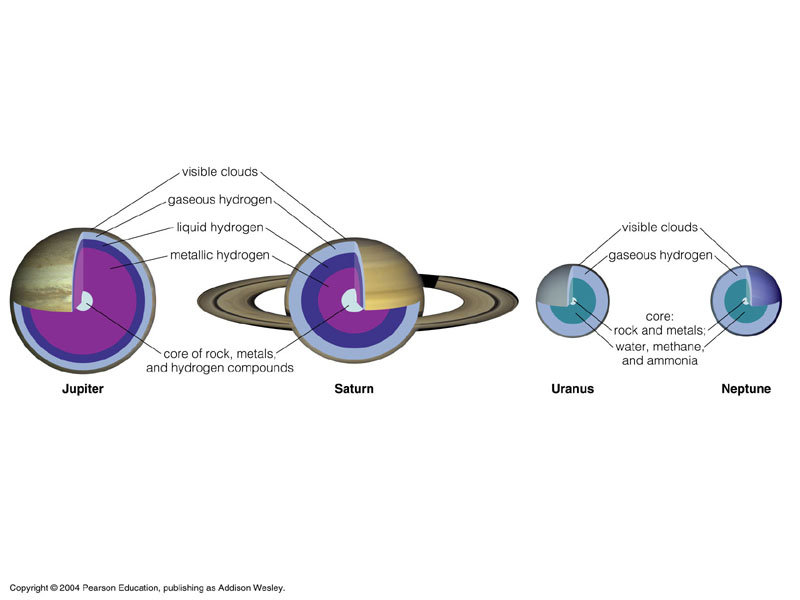 visible clouds
gaseous hydrogen
liquid hydrogen
metallic hydrogen
core of rock, metals,
and hydrogen compounds
Jupiter
Saturn
visible clouds
gaseous hydrogen
core:
rock and metals;
water, methane,
and ammonia
Uranus
Neptune
Copyright © 2004 Pearson Education, publishing as Addison Wesley.